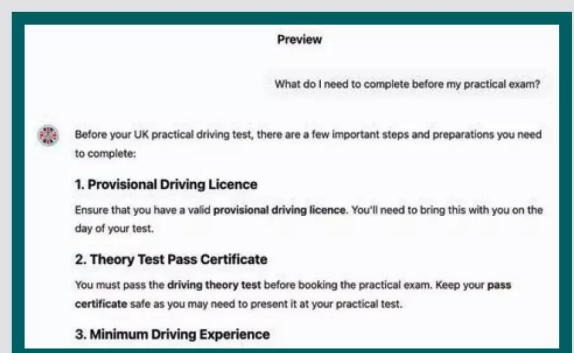 Preview
What do I need to complete before my practical exam?
Before your UK practical driving test, there are a few important steps and preparations you need
to complete:
1. Provisional Driving Licence
Ensure that you have a valid provisional driving licence. You'll need to bring this with you on the
day of your test.
2. Theory Test Pass Certificate
You must pass the driving theory test before booking the practical exam. Keep your pass
certificate safe as you may need to present it at your practical test.
3. Minimum Driving Experience